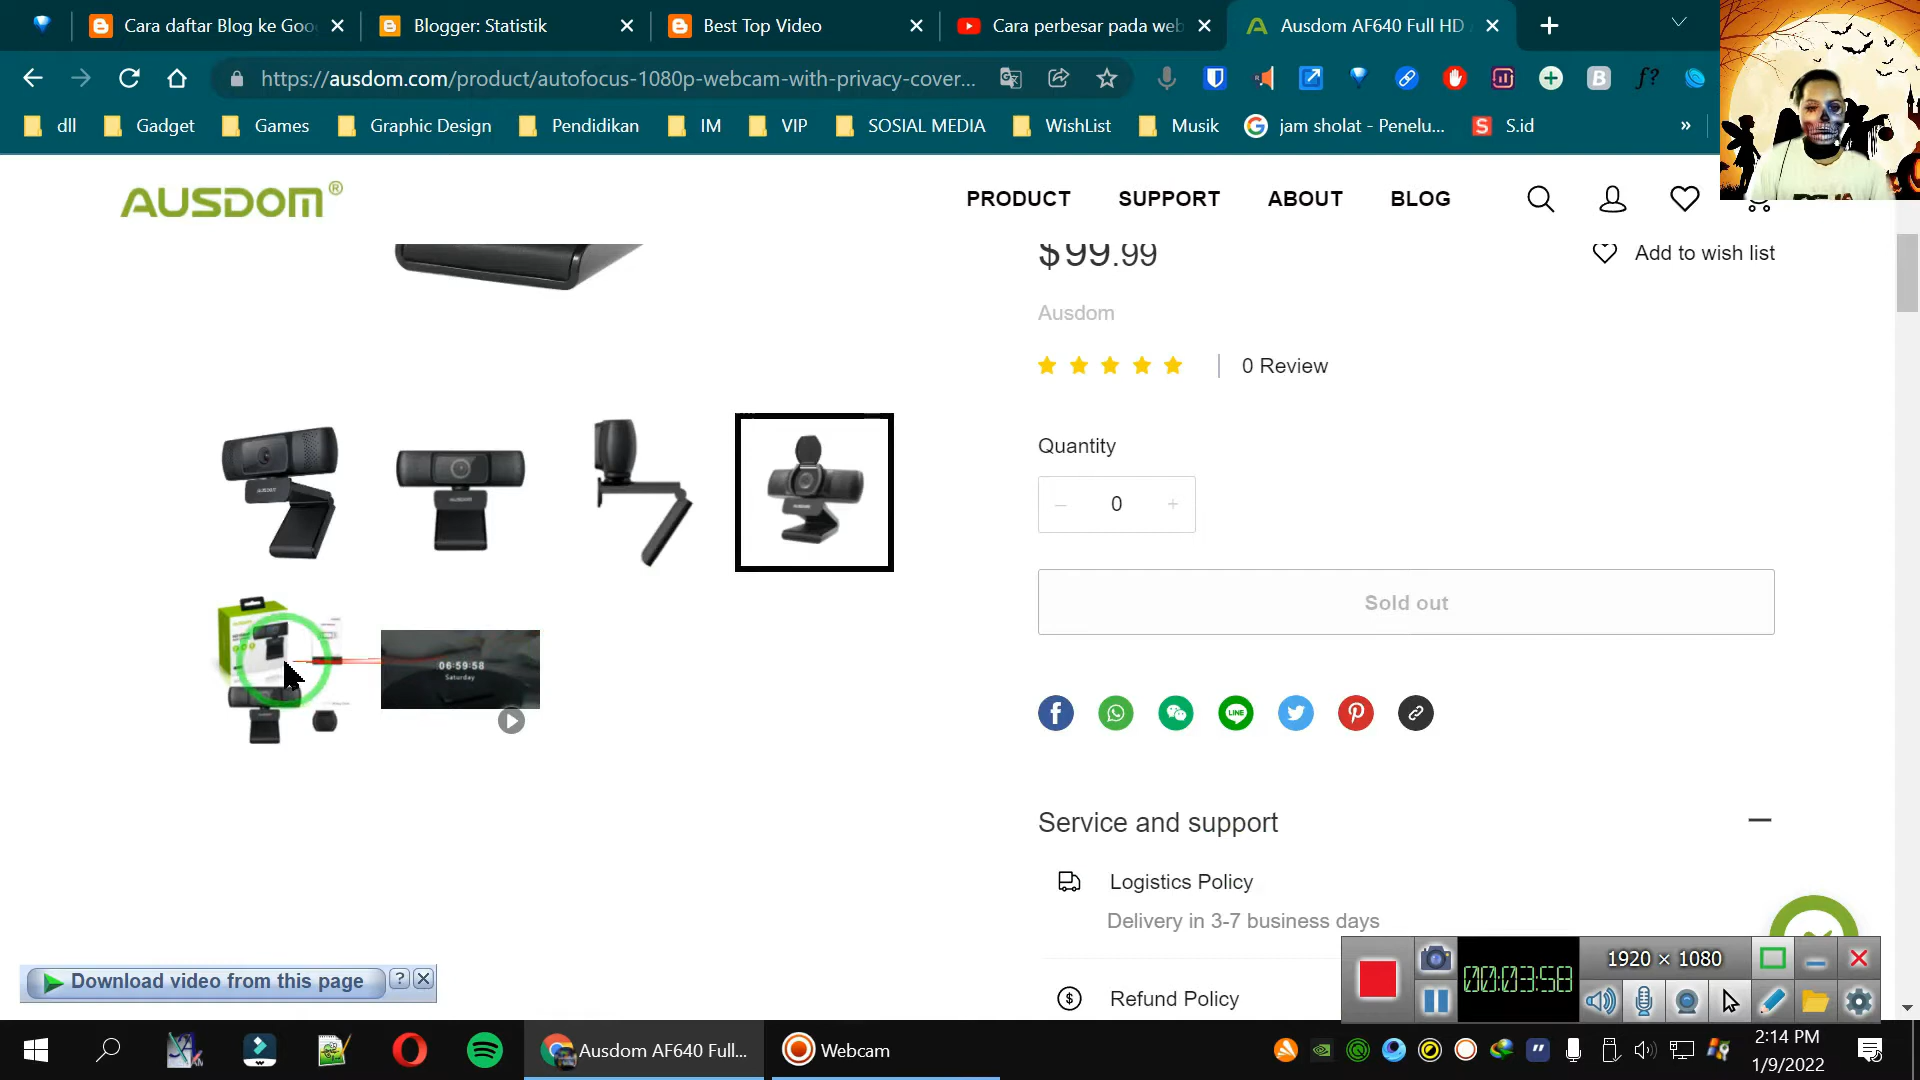 Cara daftar Blog ke Goo
Blogger: Statistik
Best Top Video
Cara perbesar pada web
Ausdom AF640 Full HD
https://ausdom.com/product/autofocus-1080p-webcam-with-privacy-cover...
dll
Gadget
Games
Graphic Design
Pendidikan
IM
VIP
SOSIAL MEDIA
WishList
Musik
jam sholat - Penelu...
S.id
»
AUSDOM®
PRODUCT
SUPPORT
ABOUT
BLOG
$99.99
Add to wish list
Ausdom
0 Review
Quantity
– 0 +
Sold out
06:59:58
Saturday
Service and support
Logistics Policy
Delivery in 3-7 business days
Refund Policy
Download video from this page ?
00:03:58
1920 × 1080
Ausdom AF640 Full...
Webcam
2:14 PM
1/9/2022